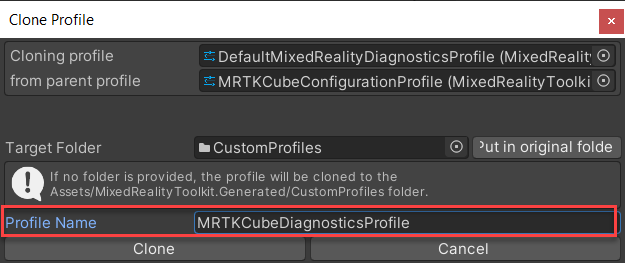 Clone Profile
Cloning profile DefaultMixedRealityDiagnosticsProfile (MixedReality
from parent profile MRTKCubeConfigurationProfile (MixedRealityToolki
Target Folder CustomProfiles Put in original folde
If no folder is provided, the profile will be cloned to the
Assets/MixedRealityToolkit.Generated/CustomProfiles folder.
Profile Name MRTKCubeDiagnosticsProfile
Clone Cancel